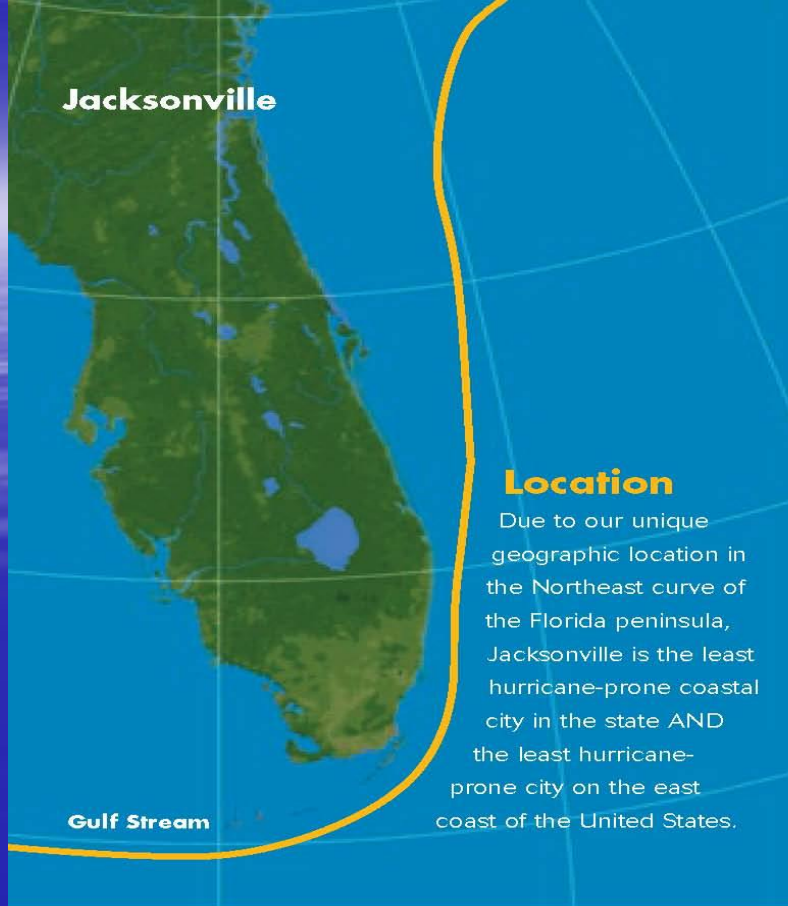 Jacksonville
Location
Due to our unique
geographic location in
the Northeast curve of
the Florida peninsula,
Jacksonville is the least
hurricane-prone coastal
city in the state AND
the least hurricane-
prone city on the east
coast of the United States.
Gulf Stream